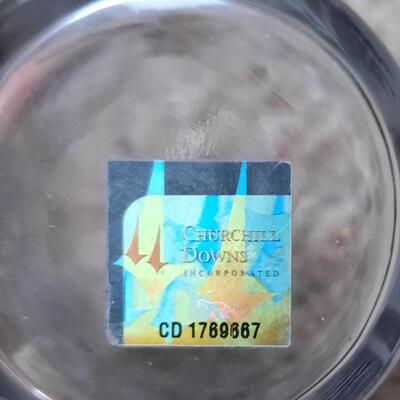 CHURCHILL
DOWNS
INCORPORATED
CD 1769667